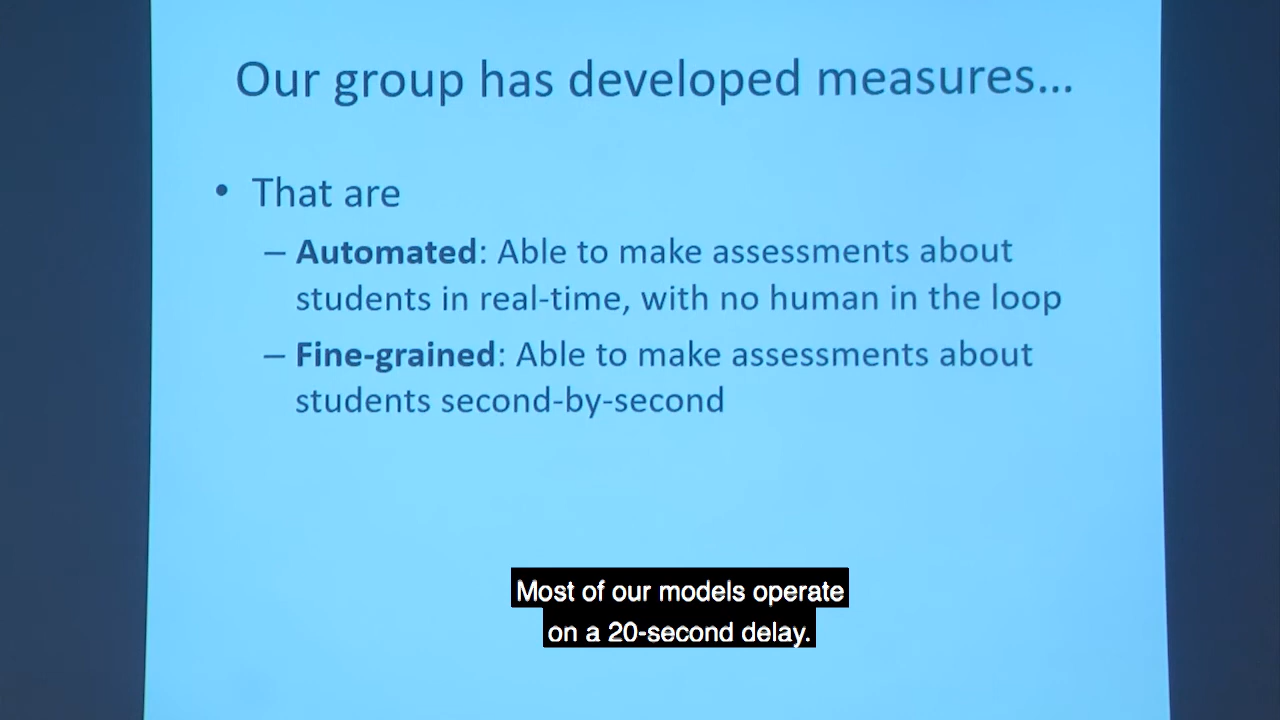 Our group has developed measures...
• That are
– Automated: Able to make assessments about
students in real-time, with no human in the loop
– Fine-grained: Able to make assessments about
students second-by-second
Most of our models operate
on a 20-second delay.